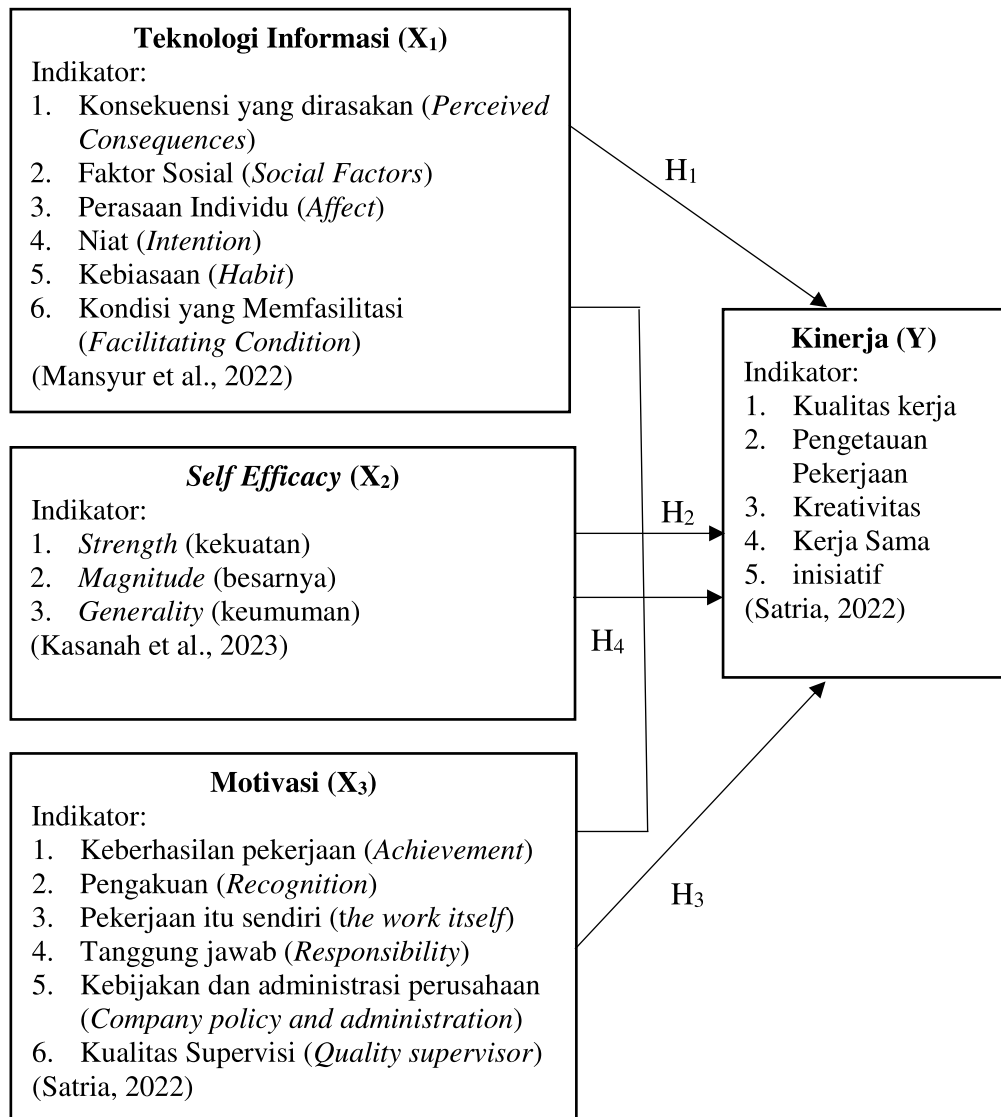 Teknologi Informasi (X₁)
Indikator:
1. Konsekuensi yang dirasakan (Perceived
Consequences)
2. Faktor Sosial (Social Factors)
3. Perasaan Individu (Affect)
4. Niat (Intention)
5. Kebiasaan (Habit)
6. Kondisi yang Memfasilitasi
(Facilitating Condition)
(Mansyur et al., 2022)
H₁
Self Efficacy (X₂)
Indikator:
1. Strength (kekuatan)
2. Magnitude (besarnya)
3. Generality (keumuman)
(Kasanah et al., 2023)
H₂
H₄
Motivasi (X₃)
Indikator:
1. Keberhasilan pekerjaan (Achievement)
2. Pengakuan (Recognition)
3. Pekerjaan itu sendiri (the work itself)
4. Tanggung jawab (Responsibility)
5. Kebijakan dan administrasi perusahaan
(Company policy and administration)
6. Kualitas Supervisi (Quality supervisor)
(Satria, 2022)
H₃
Kinerja (Y)
Indikator:
1. Kualitas kerja
2. Pengetauan
Pekerjaan
3. Kreativitas
4. Kerja Sama
5. inisiatif
(Satria, 2022)